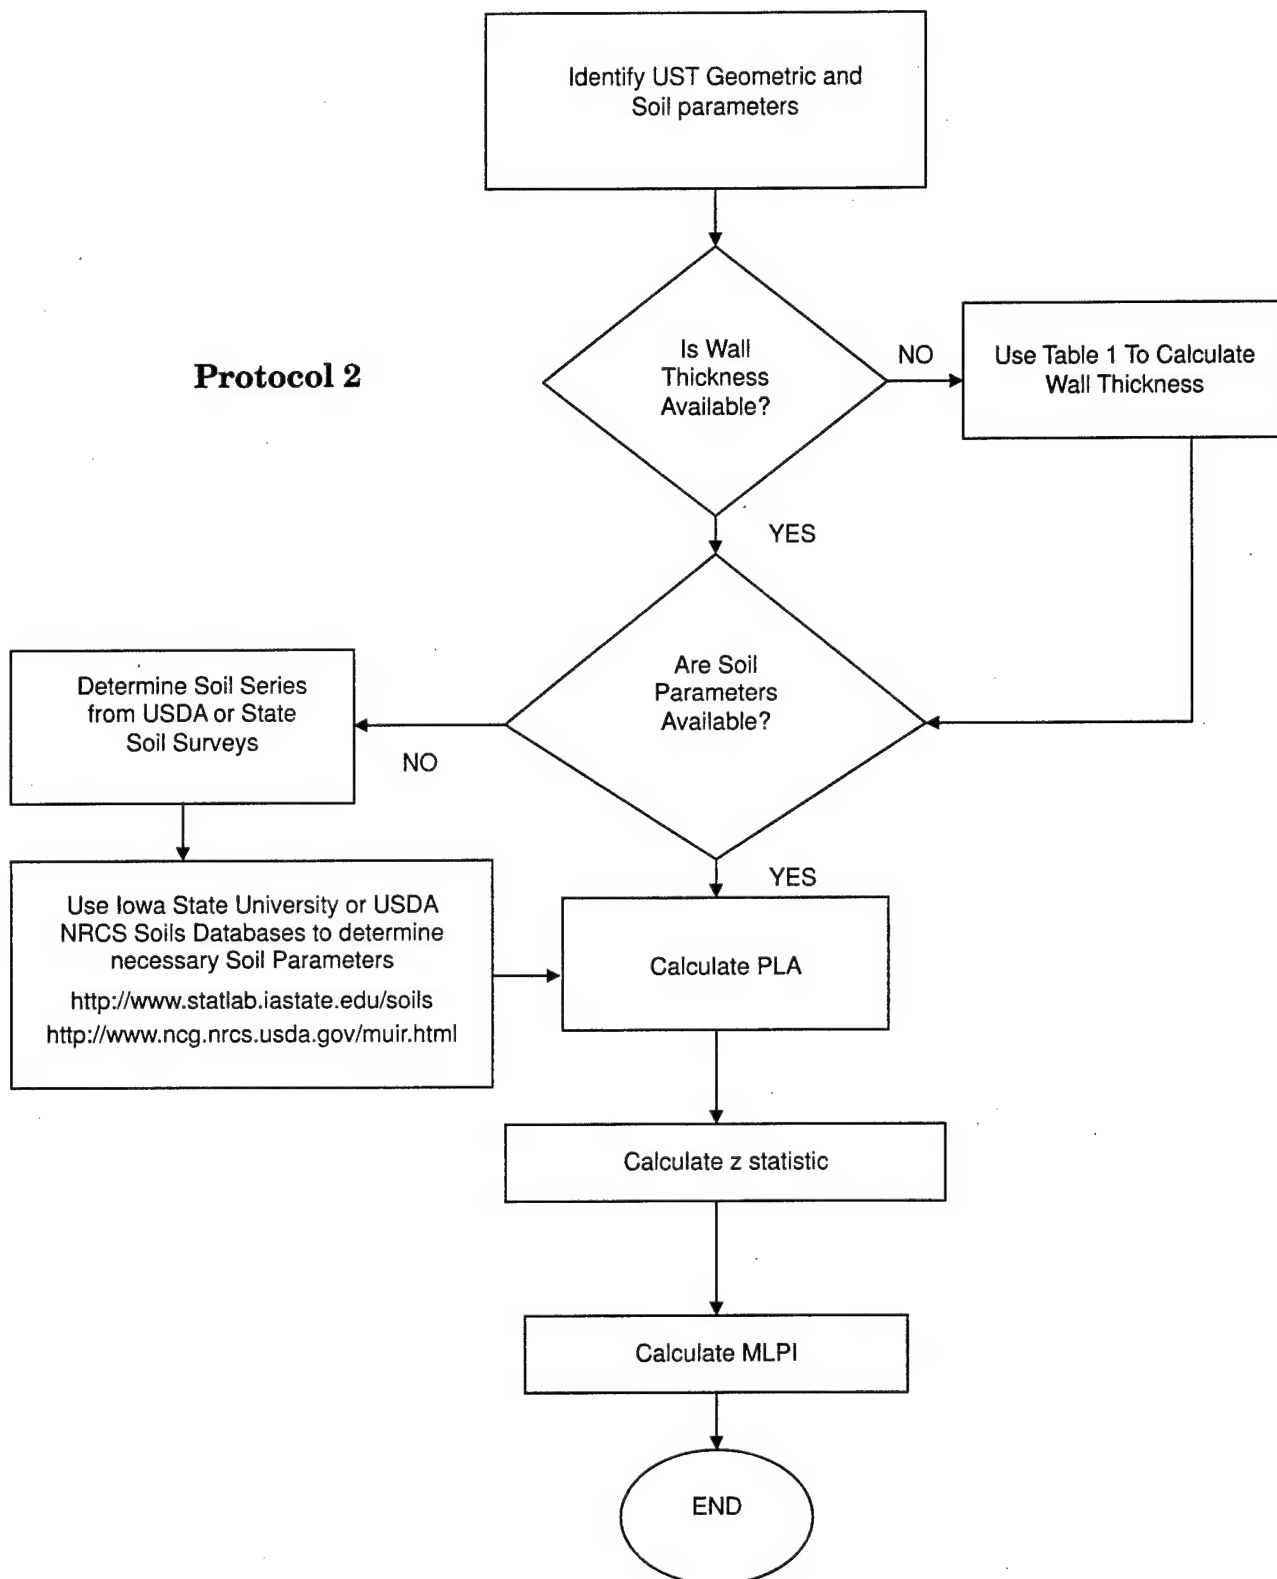 Identify UST Geometric and
Soil parameters
Protocol 2
Is Wall
Thickness
Available?
NO
Use Table 1 To Calculate
Wall Thickness
YES
Are Soil
Parameters
Available?
NO
Determine Soil Series
from USDA or State
Soil Surveys
YES
Use Iowa State University or USDA
NRCS Soils Databases to determine
necessary Soil Parameters
http://www.statlab.iastate.edu/soils
http://www.ncg.nrcs.usda.gov/muir.html
Calculate PLA
Calculate z statistic
Calculate MLPI
END